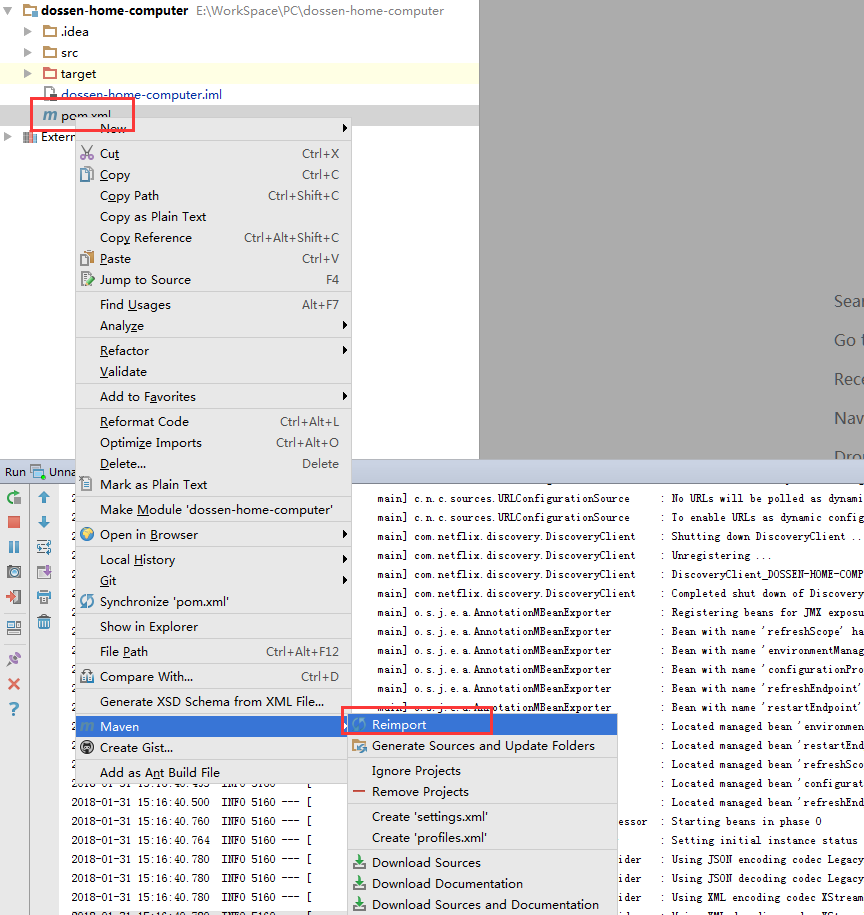 dossen-home-computer E:\WorkSpace\PC\dossen-home-computer
.idea
src
target
dossen-home-computer.iml
pom.xml
Extern
New
Cut Ctrl+X
Copy Ctrl+C
Copy Path Ctrl+Shift+C
Copy as Plain Text
Copy Reference Ctrl+Alt+Shift+C
Paste Ctrl+V
Jump to Source F4
Find Usages Alt+F7
Analyze
Refactor
Validate
Add to Favorites
Reformat Code Ctrl+Alt+L
Optimize Imports Ctrl+Alt+O
Delete... Delete
Mark as Plain Text
Make Module 'dossen-home-computer'
Open in Browser
Local History
Git
Synchronize 'pom.xml'
Show in Explorer
File Path Ctrl+Alt+F12
Compare With... Ctrl+D
Generate XSD Schema from XML File...
Maven
Create Gist...
Add as Ant Build File
Reimport
Generate Sources and Update Folders
Ignore Projects
Remove Projects
Create 'settings.xml'
Create 'profiles.xml'
Download Sources
Download Documentation
Download Sources and Documentation
Sear
Go t
Rece
Nav
Run Unna
main] c.n.c.sources.URLConfigurationSource : No URLs will be polled as dynami
main] c.n.c.sources.URLConfigurationSource : To enable URLs as dynamic config
main] com.netflix.discovery.DiscoveryClient : Shutting down DiscoveryClient ..
main] com.netflix.discovery.DiscoveryClient : Unregistering ...
main] com.netflix.discovery.DiscoveryClient : DiscoveryClient_DOSSEN-HOME-COMP
main] com.netflix.discovery.DiscoveryClient : Completed shut down of Discovery
main] o.s.j.e.a.AnnotationMBeanExporter : Registering beans for JMX exposu
main] o.s.j.e.a.AnnotationMBeanExporter : Bean with name 'refreshScope' ha
main] o.s.j.e.a.AnnotationMBeanExporter : Bean with name 'environmentManag
main] o.s.j.e.a.AnnotationMBeanExporter : Bean with name 'configurationPro
main] o.s.j.e.a.AnnotationMBeanExporter : Bean with name 'refreshEndpoint'
main] o.s.j.e.a.AnnotationMBeanExporter : Bean with name 'restartEndpoint'
: Located managed bean 'environmen
: Located managed bean 'restartEnd
: Located managed bean 'refreshSco
: Located managed bean 'configurat
2018-01-31 15:16:40.500 INFO 5160 --- [ : Located managed bean 'refreshEnd
2018-01-31 15:16:40.760 INFO 5160 --- [ essor : Starting beans in phase 0
2018-01-31 15:16:40.764 INFO 5160 --- [ : Setting initial instance status
2018-01-31 15:16:40.780 INFO 5160 --- [ ider : Using JSON encoding codec Legacy
2018-01-31 15:16:40.780 INFO 5160 --- [ ider : Using JSON decoding codec Legacy
2018-01-31 15:16:40.780 INFO 5160 --- [ ider : Using XML encoding codec XStream